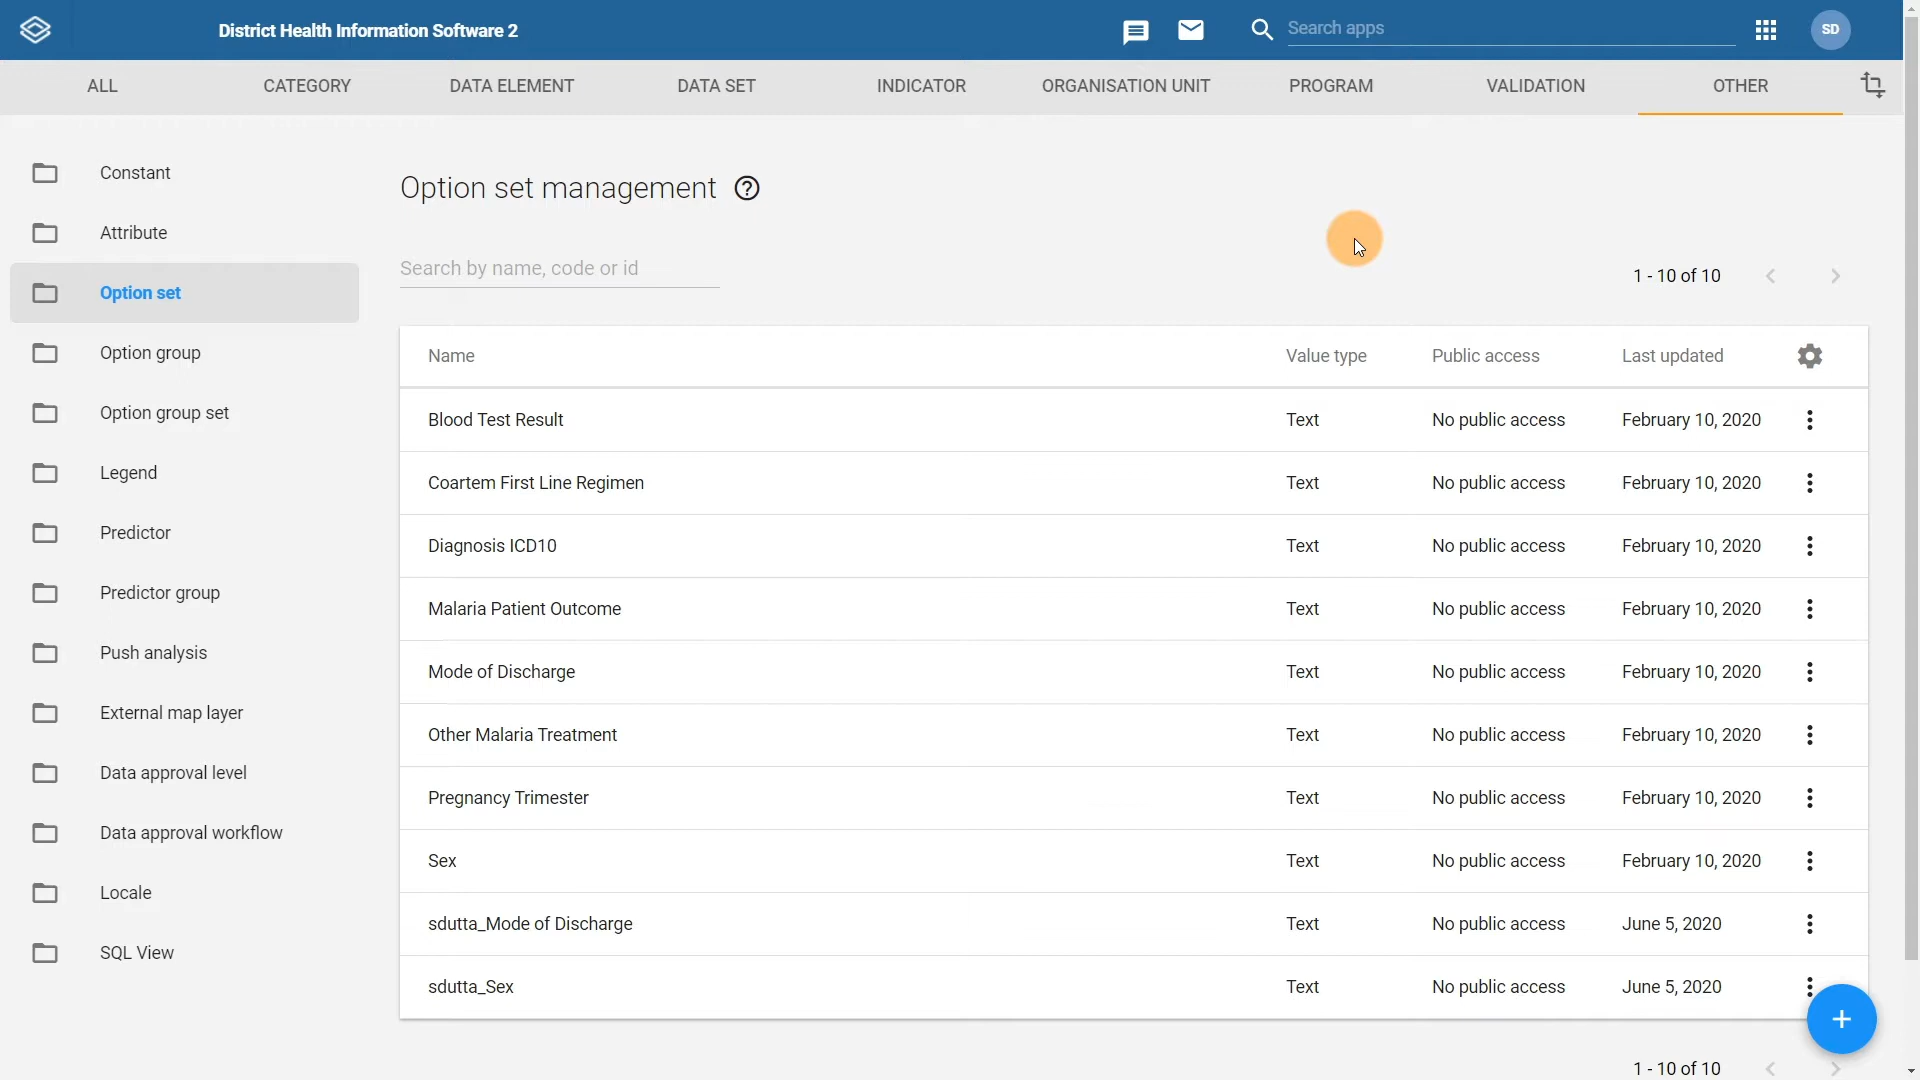 District Health Information Software 2
Search apps
SD
ALL CATEGORY DATA ELEMENT DATA SET INDICATOR ORGANISATION UNIT PROGRAM VALIDATION OTHER
Constant
Attribute
Option set
Option group
Option group set
Legend
Predictor
Predictor group
Push analysis
External map layer
Data approval level
Data approval workflow
Locale
SQL View
Option set management
Search by name, code or id
1 - 10 of 10
Name Value type Public access Last updated
Blood Test Result Text No public access February 10, 2020
Coartem First Line Regimen Text No public access February 10, 2020
Diagnosis ICD10 Text No public access February 10, 2020
Malaria Patient Outcome Text No public access February 10, 2020
Mode of Discharge Text No public access February 10, 2020
Other Malaria Treatment Text No public access February 10, 2020
Pregnancy Trimester Text No public access February 10, 2020
Sex Text No public access February 10, 2020
sdutta_Mode of Discharge Text No public access June 5, 2020
sdutta_Sex Text No public access June 5, 2020
1 - 10 of 10